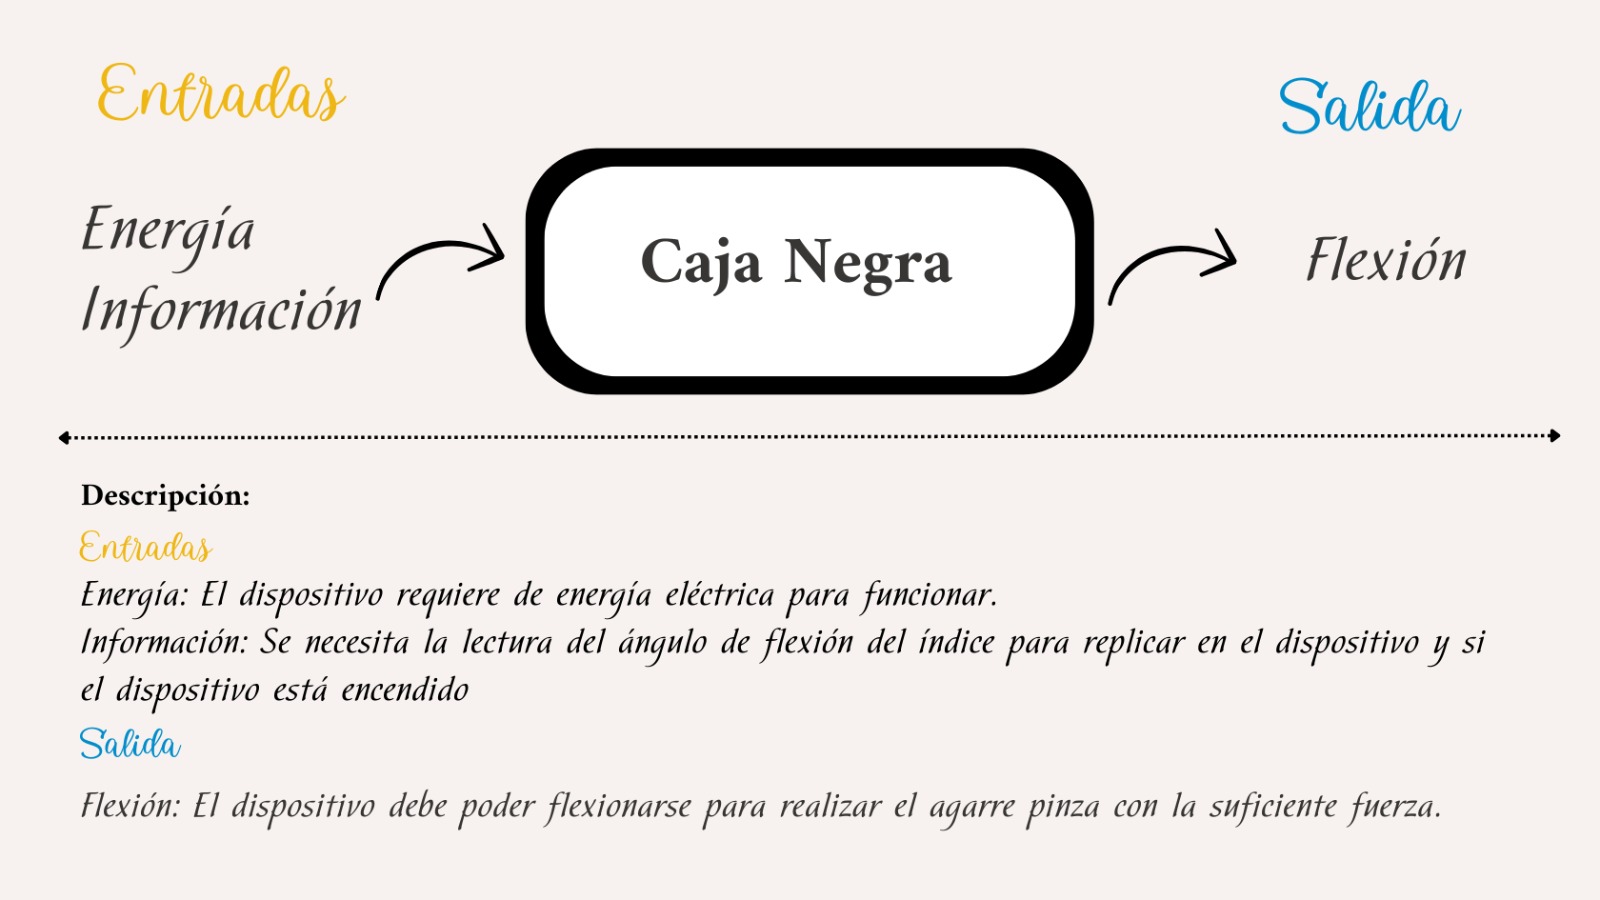 Entradas
Salida
Energía
Información
Caja Negra
Flexión
Descripción:
Entradas
Energía: El dispositivo requiere de energía eléctrica para funcionar.
Información: Se necesita la lectura del ángulo de flexión del índice para replicar en el dispositivo y si
el dispositivo está encendido
Salida
Flexión: El dispositivo debe poder flexionarse para realizar el agarre pinza con la suficiente fuerza.